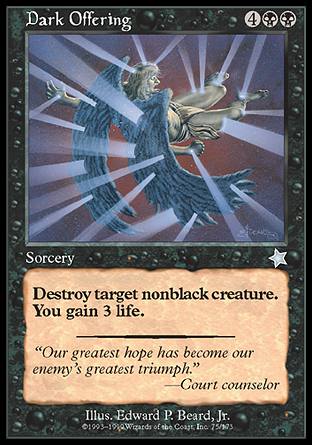 Dark Offering 4
Sorcery
Destroy target nonblack creature.
You gain 3 life.
“Our greatest hope has become our
enemy’s greatest triumph.”
—Court counselor
Illus. Edward P. Beard, Jr.
©1993–1999 Wizards of the Coast, Inc. 75/173